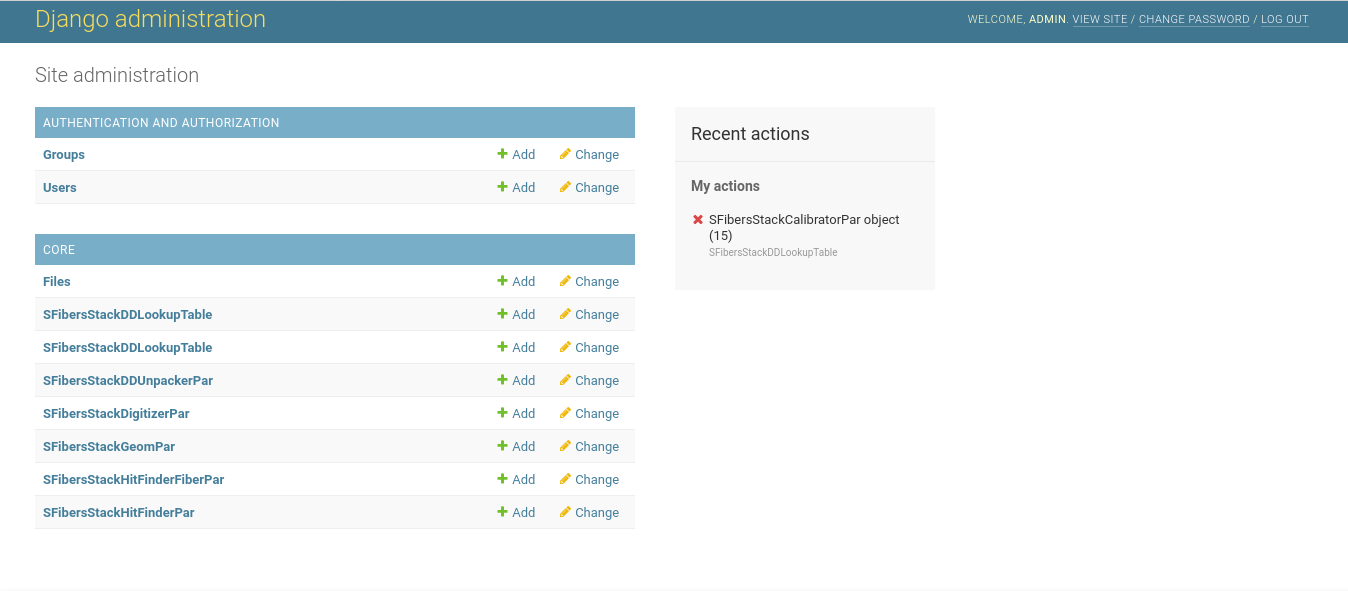 Django administration
WELCOME, ADMIN. VIEW SITE / CHANGE PASSWORD / LOG OUT
Site administration
AUTHENTICATION AND AUTHORIZATION
Groups Add Change
Users Add Change
CORE
Files Add Change
SFibersStackDDLookupTable Add Change
SFibersStackDDLookupTable Add Change
SFibersStackDDUnpackerPar Add Change
SFibersStackDigitizerPar Add Change
SFibersStackGeomPar Add Change
SFibersStackHitFinderFiberPar Add Change
SFibersStackHitFinderPar Add Change
Recent actions
My actions
SFibersStackCalibratorPar object
(15)
SFibersStackDDLookupTable